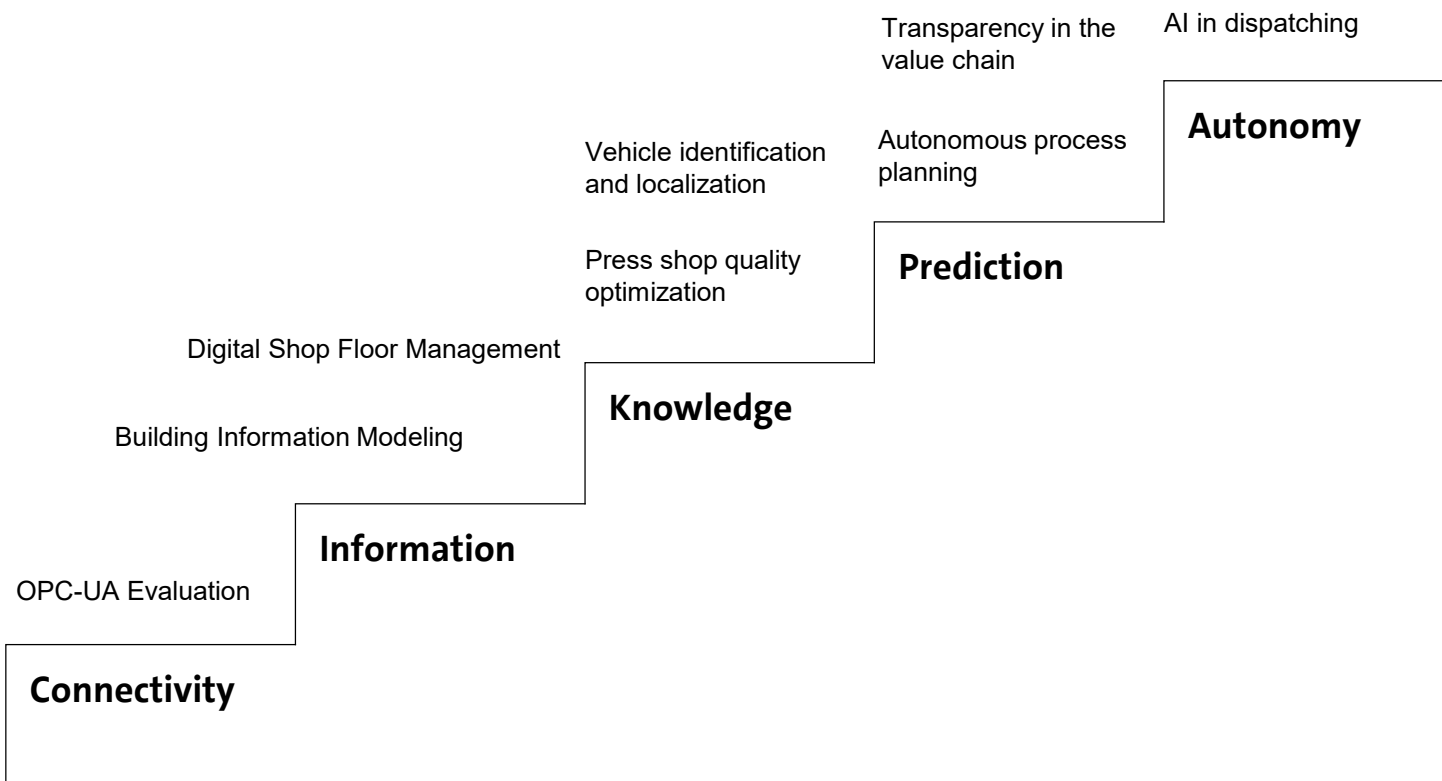 Transparency in the
value chain
AI in dispatching
Autonomy
Vehicle identification
and localization
Autonomous process
planning
Press shop quality
optimization
Prediction
Digital Shop Floor Management
Knowledge
Building Information Modeling
Information
OPC-UA Evaluation
Connectivity